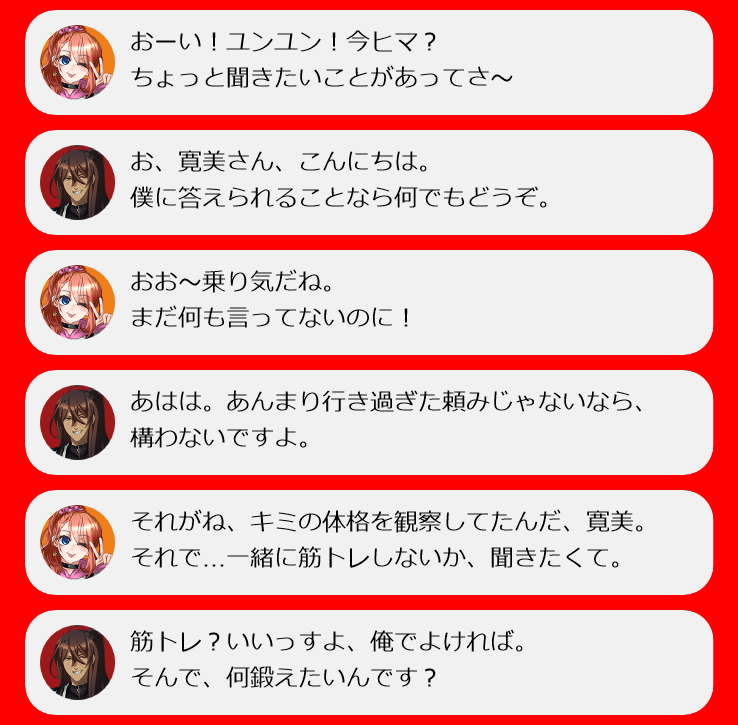 おーい！ユンユン！今ヒマ？
ちょっと聞きたいことがあってさ～
お、寛美さん、こんにちは。
僕に答えられることなら何でもどうぞ。
おお～乗り気だね。
まだ何も言ってないのに！
あはは。あんまり行き過ぎた頼みじゃないなら、
構わないですよ。
それがね、キミの体格を観察してたんだ、寛美。
それで…一緒に筋トレしないか、聞きたくて。
筋トレ？いいっすよ、俺でよければ。
そんで、何鍛えたいんです？